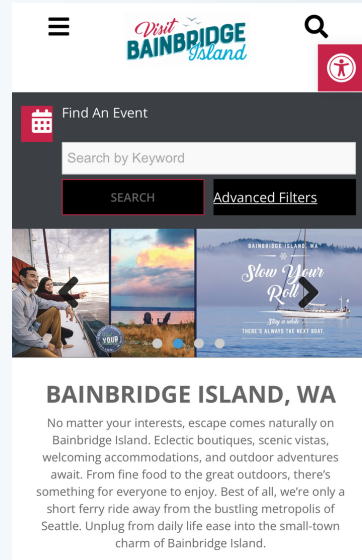 Visit
BAINBRIDGE
Island
Find An Event
Search by Keyword
SEARCH
Advanced Filters
BAINBRIDGE ISLAND, WA
Slow Your
Roll
Stay a while
THERE'S ALWAYS THE NEXT BOAT.
YOUR
BAINBRIDGE ISLAND, WA
No matter your interests, escape comes naturally on
Bainbridge Island. Eclectic boutiques, scenic vistas,
welcoming accommodations, and outdoor adventures
await. From fine food to the great outdoors, there's
something for everyone to enjoy. Best of all, we're only a
short ferry ride away from the bustling metropolis of
Seattle. Unplug from daily life ease into the small-town
charm of Bainbridge Island.